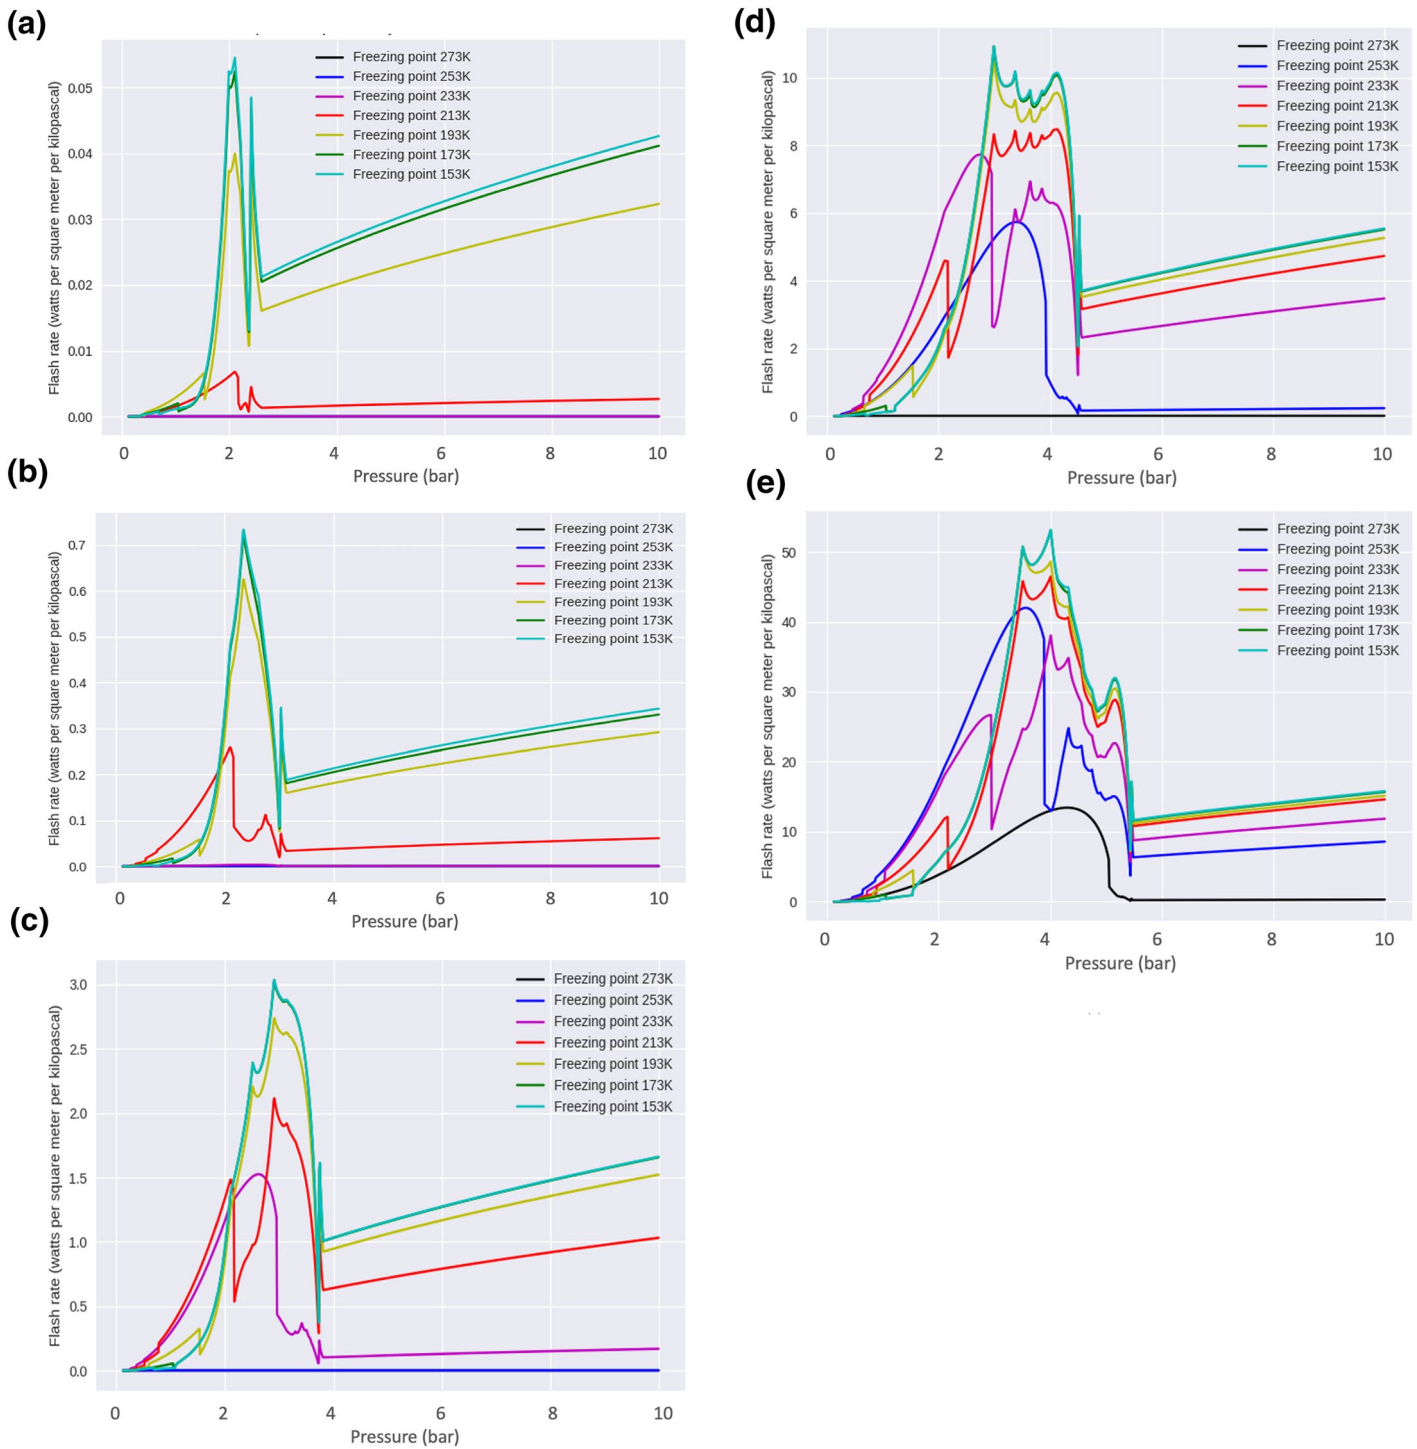 (a)
Flash rate (watts per square meter per kilopascal)
0.05
0.04
0.03
0.02
0.01
0.00
Freezing point 273K
Freezing point 253K
Freezing point 233K
Freezing point 213K
Freezing point 193K
Freezing point 173K
Freezing point 153K
0 2 4 6 8 10
Pressure (bar)
(b)
Flash rate (watts per square meter per kilopascal)
0.7
0.6
0.5
0.4
0.3
0.2
0.1
0.0
Freezing point 273K
Freezing point 253K
Freezing point 233K
Freezing point 213K
Freezing point 193K
Freezing point 173K
Freezing point 153K
0 2 4 6 8 10
Pressure (bar)
(c)
Flash rate (watts per square meter per kilopascal)
3.0
2.5
2.0
1.5
1.0
0.5
0.0
Freezing point 273K
Freezing point 253K
Freezing point 233K
Freezing point 213K
Freezing point 193K
Freezing point 173K
Freezing point 153K
0 2 4 6 8 10
Pressure (bar)
(d)
Flash rate (watts per square meter per kilopascal)
10
8
6
4
2
0
Freezing point 273K
Freezing point 253K
Freezing point 233K
Freezing point 213K
Freezing point 193K
Freezing point 173K
Freezing point 153K
0 2 4 6 8 10
Pressure (bar)
(e)
Flash rate (watts per square meter per kilopascal)
50
40
30
20
10
0
Freezing point 273K
Freezing point 253K
Freezing point 233K
Freezing point 213K
Freezing point 193K
Freezing point 173K
Freezing point 153K
0 2 4 6 8 10
Pressure (bar)